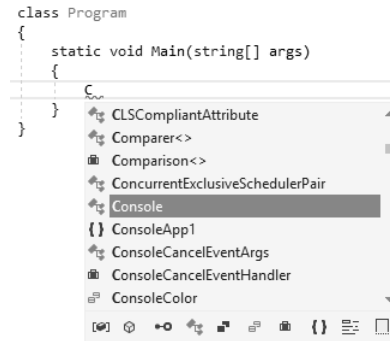 class Program
{
static void Main(string[] args)
{
C
}
}
CLSCompliantAttribute
Comparer<>
Comparison<>
ConcurrentExclusiveSchedulerPair
Console
{} ConsoleApp1
ConsoleCancelEventArgs
ConsoleCancelEventHandler
ConsoleColor
{}